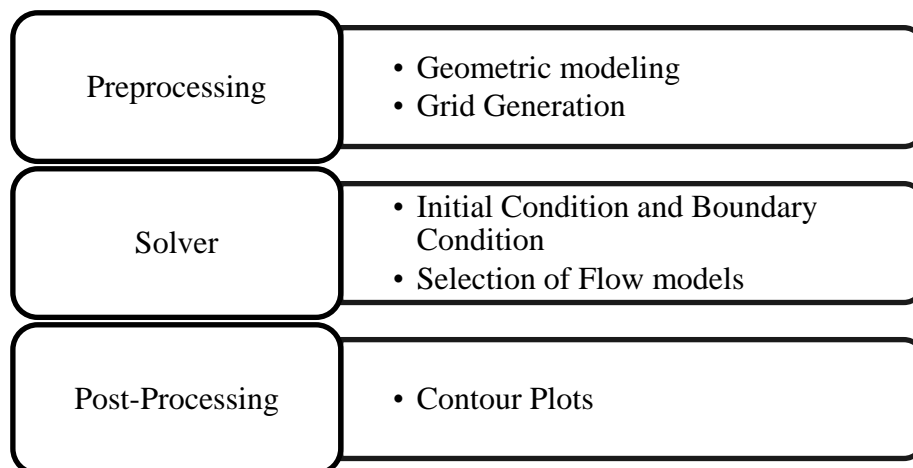 Preprocessing
• Geometric modeling
• Grid Generation
Solver
• Initial Condition and Boundary
Condition
• Selection of Flow models
Post-Processing
• Contour Plots